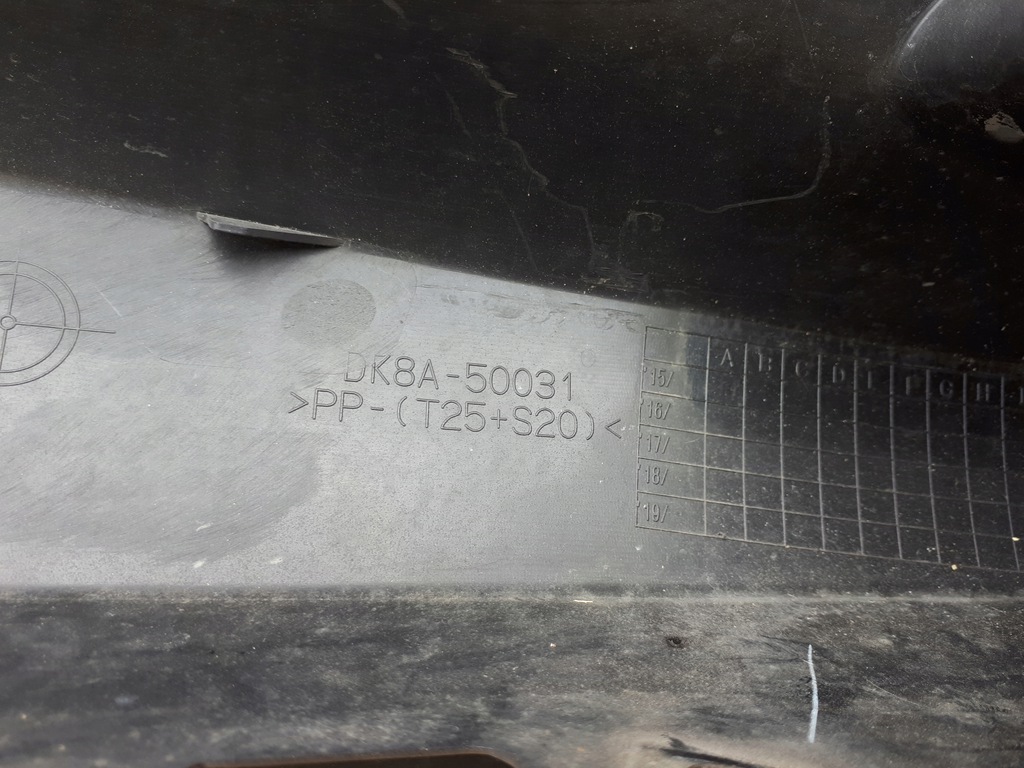 DK8A-50031
>PP-(T25+S20)<
A B C D E F G H
'15/
'16/
'17/
'18/
'19/